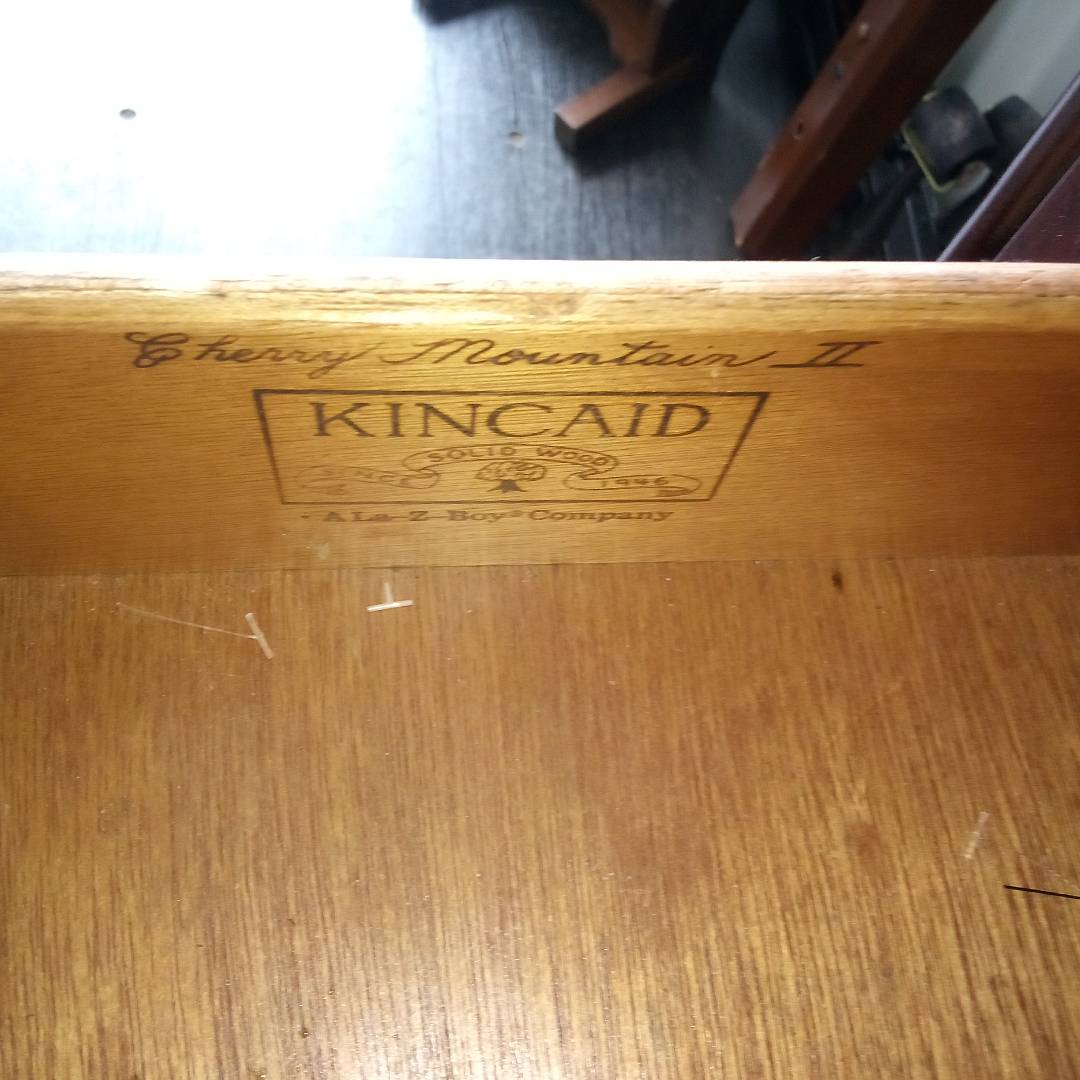 Cherry Mountain II
KINCAID
SOLID WOOD
SINCE 1946
A La-Z-Boy® Company